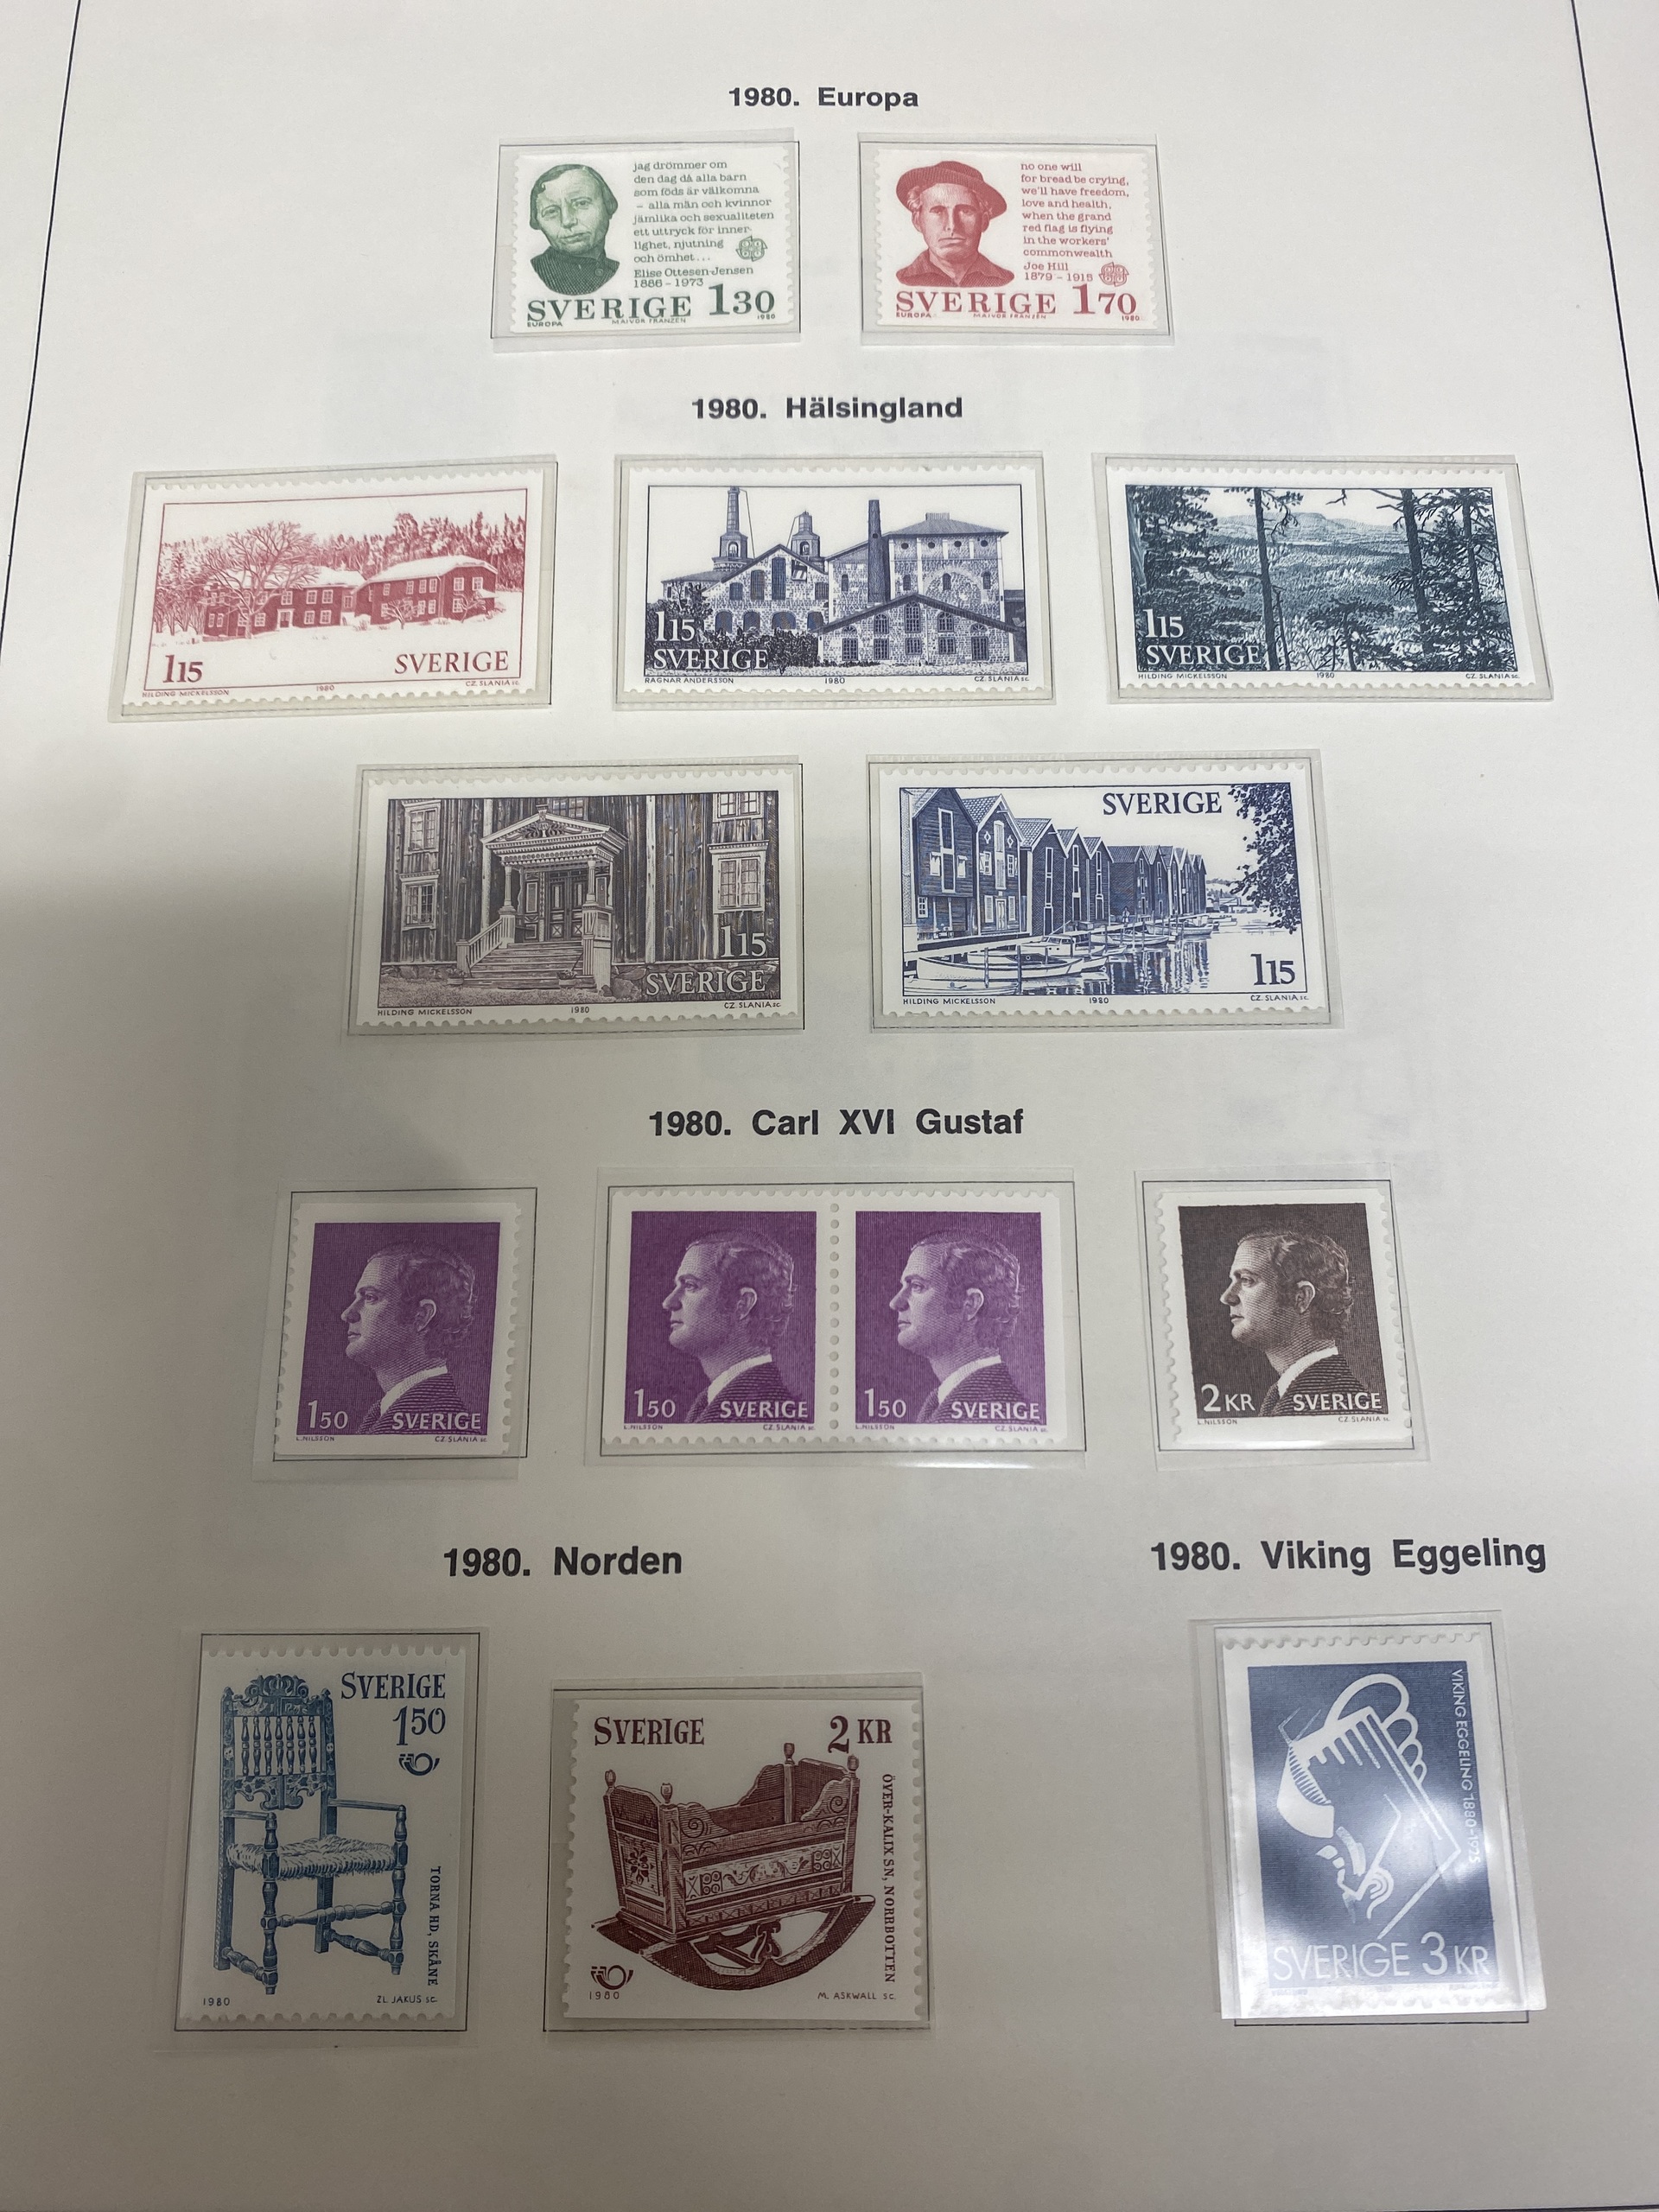 1980. Europa
jag drömmer om
den dag då alla barn
som föds är välkomna
– alla män och kvinnor
jämlika och sexualiteten
ett uttryck för inner-
lighet, njutning
och ömhet...
Elise Ottesen-Jensen
1886 – 1973
SVERIGE 130
EUROPA MAIVOR FRANZÉN 1980
no one will
for bread be crying,
we'll have freedom,
love and health,
when the grand
red flag is flying
in the workers'
commonwealth
Joe Hill
1879 – 1915
SVERIGE 170
EUROPA MAIVOR FRANZÉN 1980
1980. Hälsingland
115 SVERIGE
HILDING MICKELSSON 1980 CZ. SLANIA SC.
115
SVERIGE
RAGNAR ANDERSSON 1980 CZ. SLANIA SC.
115
SVERIGE
HILDING MICKELSSON 1980 CZ. SLANIA SC.
115
SVERIGE
HILDING MICKELSSON 1980 CZ. SLANIA SC.
SVERIGE
115
HILDING MICKELSSON 1980 CZ. SLANIA SC.
1980. Carl XVI Gustaf
150 SVERIGE
L. NILSSON CZ. SLANIA SC.
150 SVERIGE
L. NILSSON CZ. SLANIA SC.
150 SVERIGE
L. NILSSON CZ. SLANIA SC.
2 KR SVERIGE
L. NILSSON CZ. SLANIA SC.
1980. Norden
SVERIGE
150
TORNA HD, SKÅNE
1980 ZL. JAKUS SC.
SVERIGE 2 KR
ÖVER-KALIX SN, NORRBOTTEN
1980 M. ASKWALL SC.
1980. Viking Eggeling
VIKING EGGELING 1880-1925
SVERIGE 3 KR